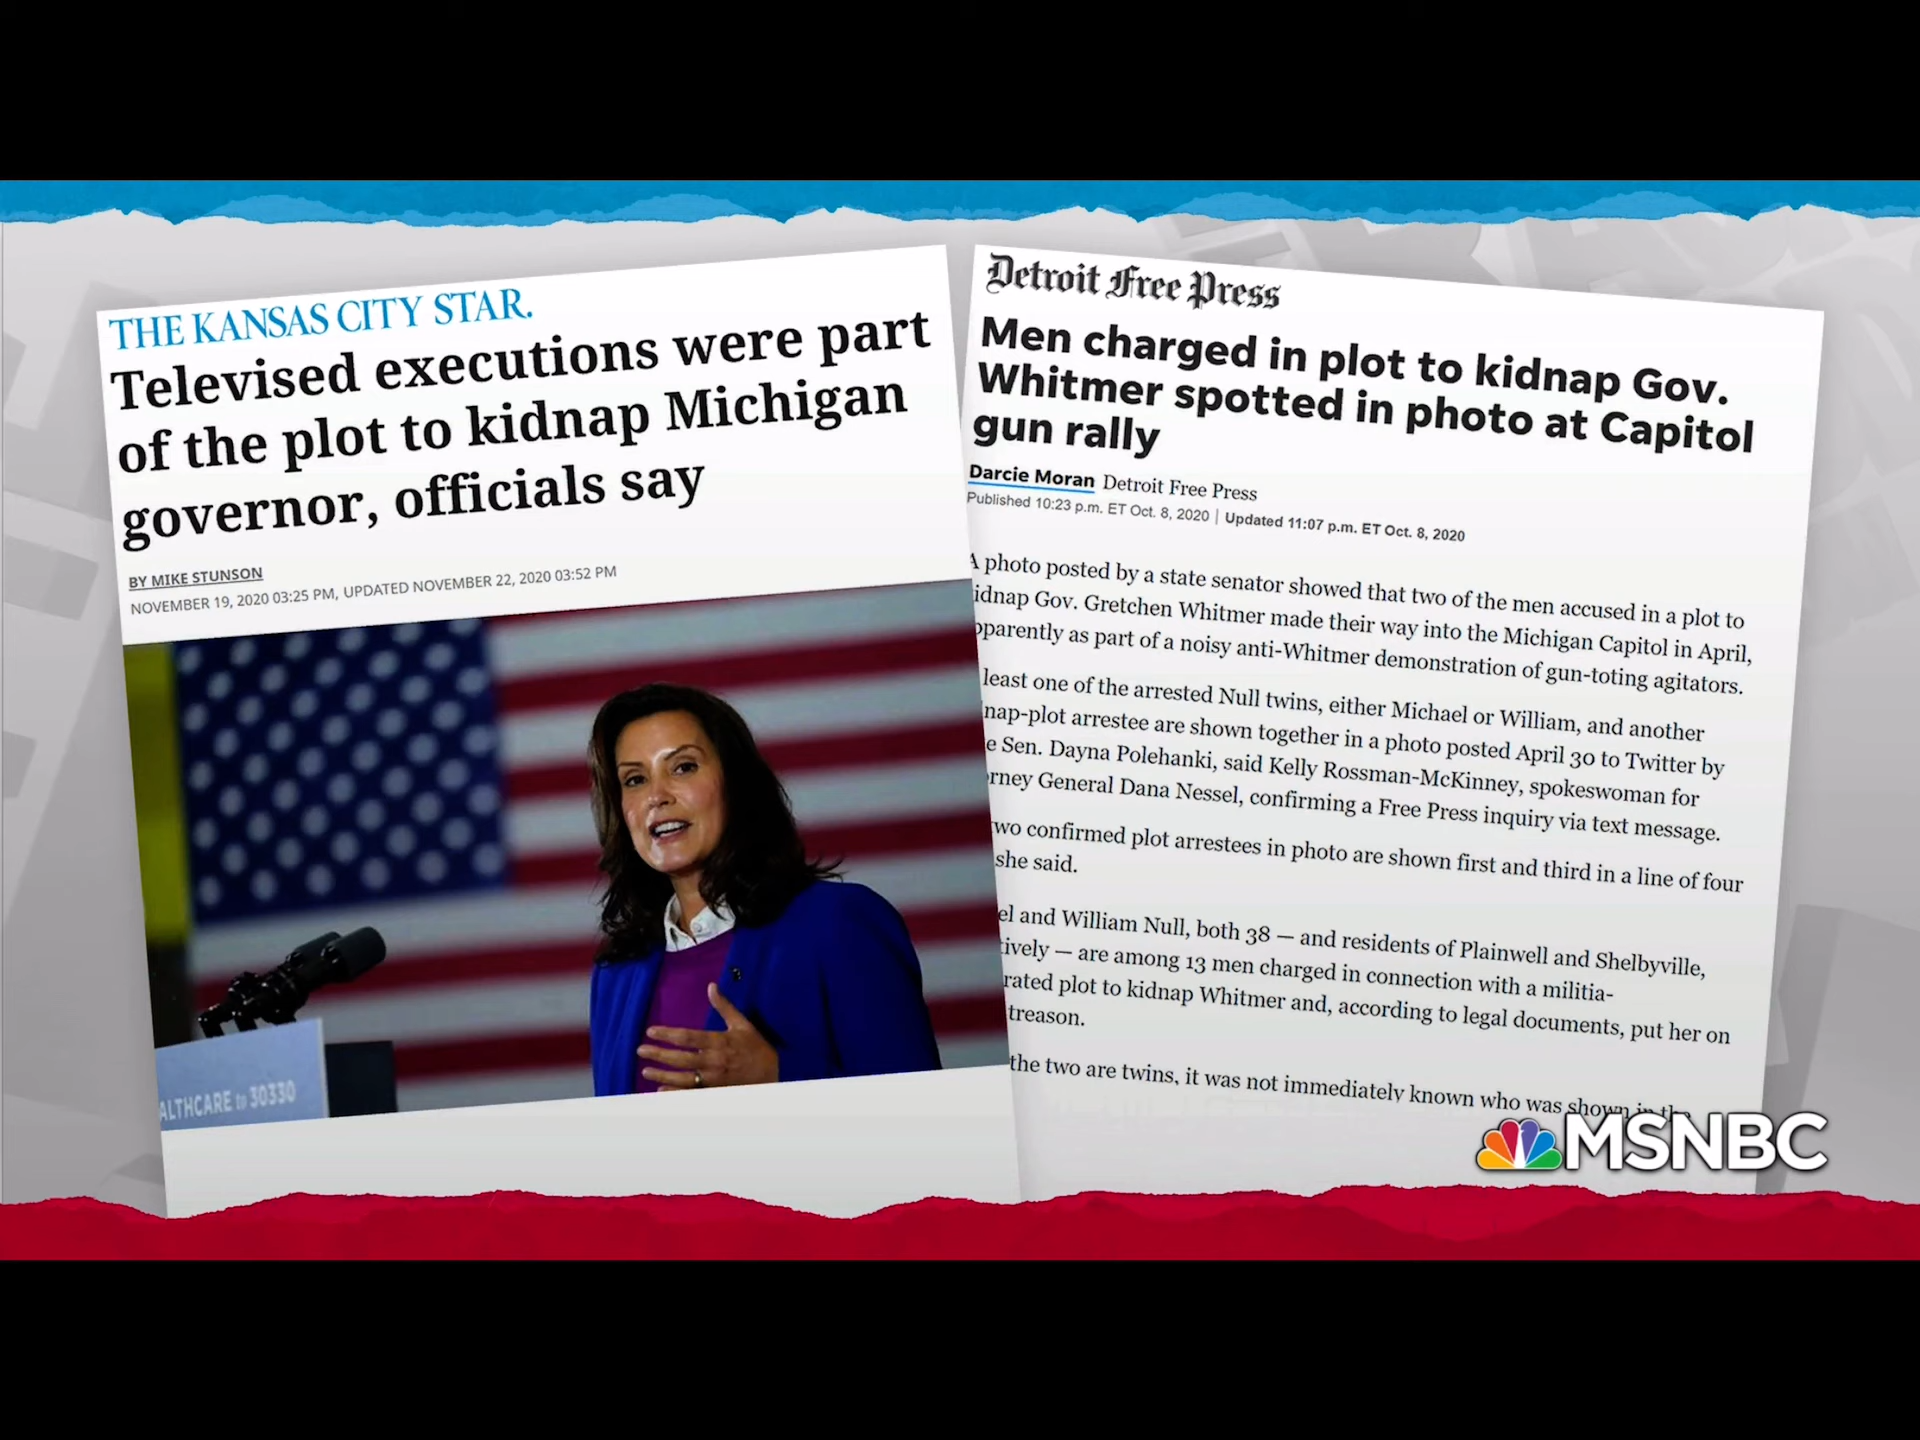 THE KANSAS CITY STAR.
Televised executions were part
of the plot to kidnap Michigan
governor, officials say
BY MIKE STUNSON
NOVEMBER 19, 2020 03:25 PM, UPDATED NOVEMBER 22, 2020 03:52 PM
ALTHCARE to 30330
Detroit Free Press
Men charged in plot to kidnap Gov.
Whitmer spotted in photo at Capitol
gun rally
Darcie Moran Detroit Free Press
Published 10:23 p.m. ET Oct. 8, 2020 | Updated 11:07 p.m. ET Oct. 8, 2020
A photo posted by a state senator showed that two of the men accused in a plot to
idnap Gov. Gretchen Whitmer made their way into the Michigan Capitol in April,
pparently as part of a noisy anti-Whitmer demonstration of gun-toting agitators.
least one of the arrested Null twins, either Michael or William, and another
nap-plot arrestee are shown together in a photo posted April 30 to Twitter by
e Sen. Dayna Polehanki, said Kelly Rossman-McKinney, spokeswoman for
rney General Dana Nessel, confirming a Free Press inquiry via text message.
wo confirmed plot arrestees in photo are shown first and third in a line of four
she said.
el and William Null, both 38 — and residents of Plainwell and Shelbyville,
ively — are among 13 men charged in connection with a militia-
rated plot to kidnap Whitmer and, according to legal documents, put her on
treason.
the two are twins, it was not immediately known who was shown in the
MSNBC